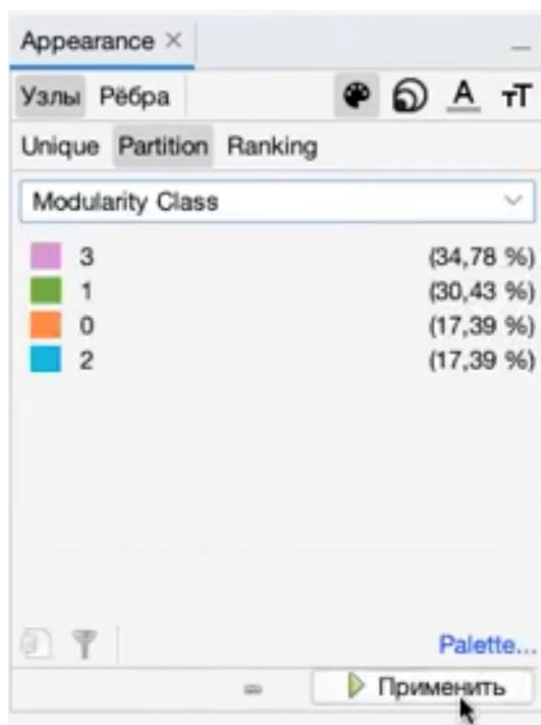 Appearance ×
Узлы Рёбра A тT
Unique Partition Ranking
Modularity Class
3 (34,78 %)
1 (30,43 %)
0 (17,39 %)
2 (17,39 %)
Palette...
Применить